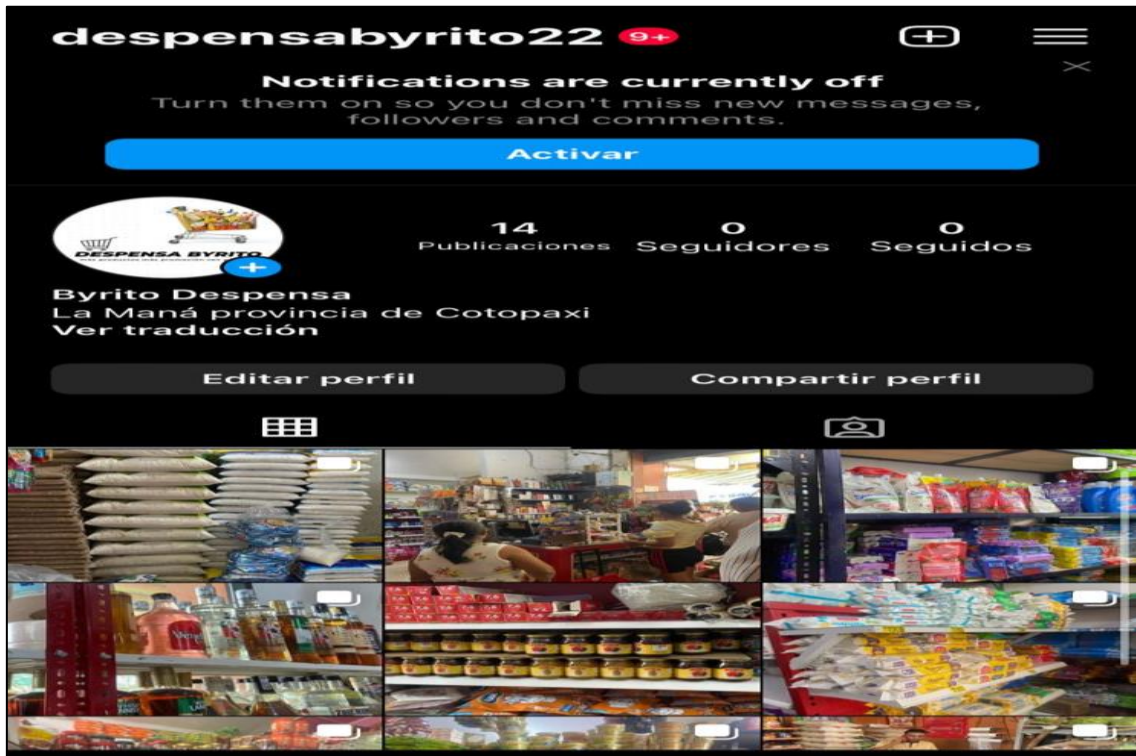 despensabyrito22 9+
Notifications are currently off
Turn them on so you don't miss new messages,
followers and comments.
Activar
14
Publicaciones
0
Seguidores
0
Seguidos
DESPENSA BYRITO
Byrito Despensa
La Maná provincia de Cotopaxi
Ver traducción
Editar perfil
Compartir perfil